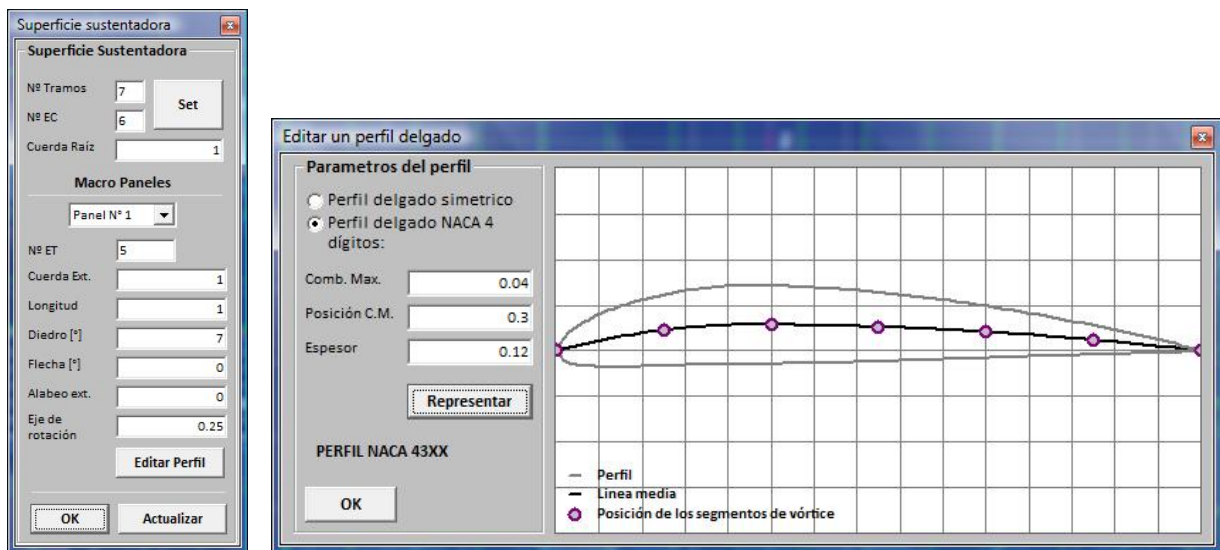 Superficie sustentadora
Superficie Sustentadora
Nº Tramos 7
Set
Nº EC 6
Cuerda Raíz 1
Macro Paneles
Panel N° 1
Nº ET 5
Cuerda Ext. 1
Longitud 1
Diedro [°] 7
Flecha [°] 0
Alabeo ext. 0
Eje de
rotación 0.25
Editar Perfil
OK Actualizar
Editar un perfil delgado
Parametros del perfil
Perfil delgado simetrico
Perfil delgado NACA 4
dígitos:
Comb. Max. 0.04
Posición C.M. 0.3
Espesor 0.12
Representar
PERFIL NACA 43XX
OK
Perfil
Linea media
Posición de los segmentos de vórtice